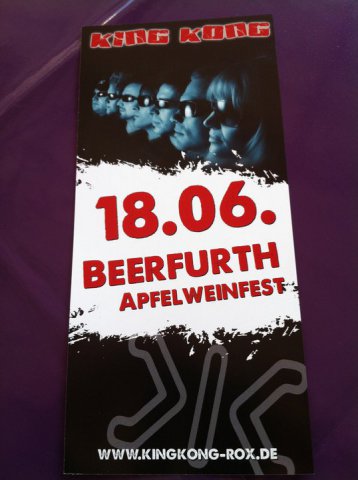 KING KONG
18.06.
BEERFURTH
APFELWEINFEST
WWW.KINGKONG-ROX.DE